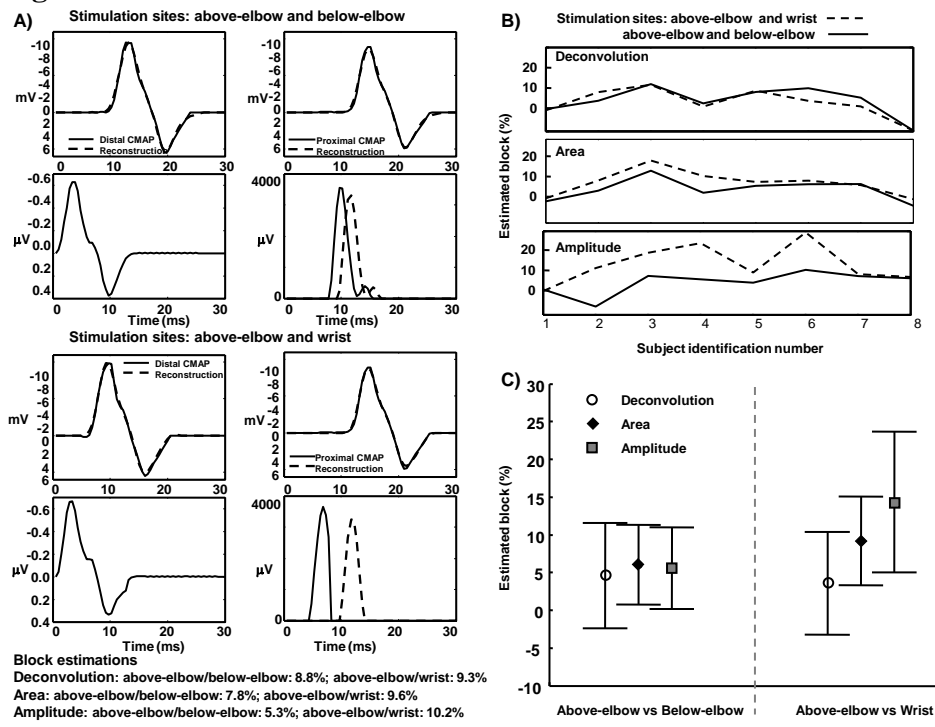 A)
Stimulation sites: above-elbow and below-elbow
-10
-8
-6
-4
mV
-2
0
2
4
6
Distal CMAP
Reconstruction
0 10 20 30
-10
-8
-6
-4
mV
-2
0
2
4
6
Proximal CMAP
Reconstruction
0 10 20 30
-0.6
-0.4
-0.2
µV
0.0
0.2
0.4
0 10 20 30
Time (ms)
4000
µV
0
0 10 20 30
Time (ms)
Stimulation sites: above-elbow and wrist
-10
-8
-6
-4
mV
-2
0
2
4
6
Distal CMAP
Reconstruction
0 10 20 30
-10
-8
-6
-4
mV
-2
0
2
4
6
Proximal CMAP
Reconstruction
0 10 20 30
-0.6
-0.4
-0.2
µV
0.0
0.2
0.4
0 10 20 30
Time (ms)
4000
µV
0
0 10 20 30
Time (ms)
Block estimations
Deconvolution: above-elbow/below-elbow: 8.8%; above-elbow/wrist: 9.3%
Area: above-elbow/below-elbow: 7.8%; above-elbow/wrist: 9.6%
Amplitude: above-elbow/below-elbow: 5.3%; above-elbow/wrist: 10.2%
B)
Stimulation sites: above-elbow and wrist
above-elbow and below-elbow
Deconvolution
20
10
0
Area
20
10
0
Amplitude
20
10
0
Estimated block (%)
1 2 3 4 5 6 7 8
Subject identification number
C)
30
25
20
15
10
5
0
-5
-10
Estimated block (%)
Deconvolution
Area
Amplitude
Above-elbow vs Below-elbow
Above-elbow vs Wrist